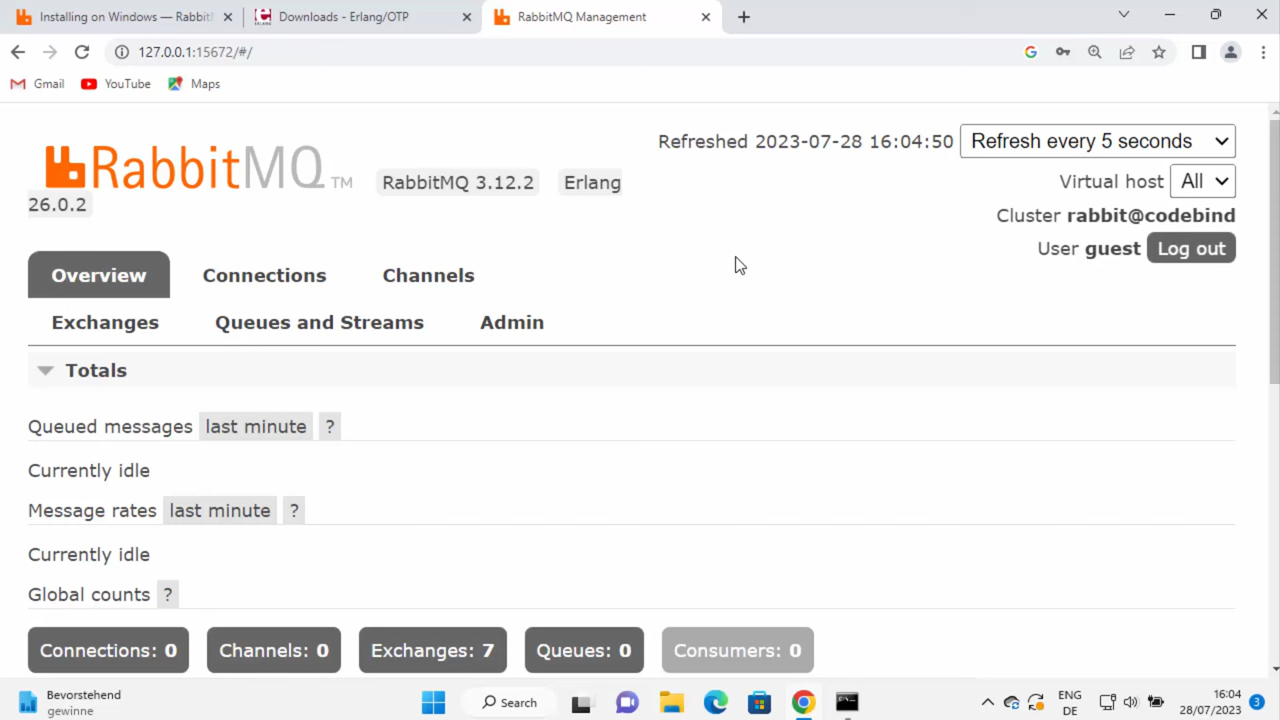 Installing on Windows — Rabbit
Downloads - Erlang/OTP
RabbitMQ Management
127.0.0.1:15672/#/
Gmail
YouTube
Maps
Refreshed 2023-07-28 16:04:50
Refresh every 5 seconds
RabbitMQ TM
RabbitMQ 3.12.2
Erlang
26.0.2
Virtual host
All
Cluster rabbit@codebind
User guest
Log out
Overview
Connections
Channels
Exchanges
Queues and Streams
Admin
Totals
Queued messages last minute ?
Currently idle
Message rates last minute ?
Currently idle
Global counts ?
Connections: 0
Channels: 0
Exchanges: 7
Queues: 0
Consumers: 0
Bevorstehend
gewinne
Search
ENG
DE
16:04
28/07/2023
3